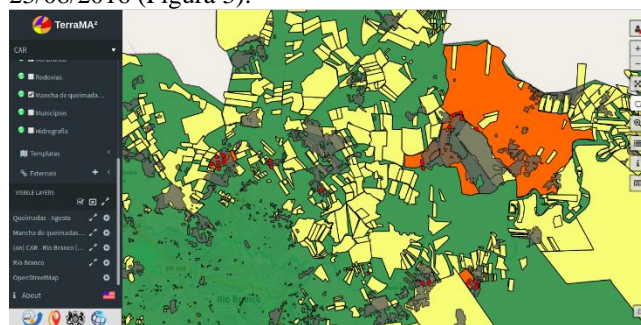 23/08/2016 (Figura 3).
TerraMA²
CAR
Rodovias
Mancha de queimada...
Municípios
Hidrografia
Templates
Externals
VISIBLE LAYERS
Queimadas - Agosto
Mancha de queimadas...
(an) CAR - Rio Branco (...
Rio Branco
OpenStreetMap
About
Rio Branco